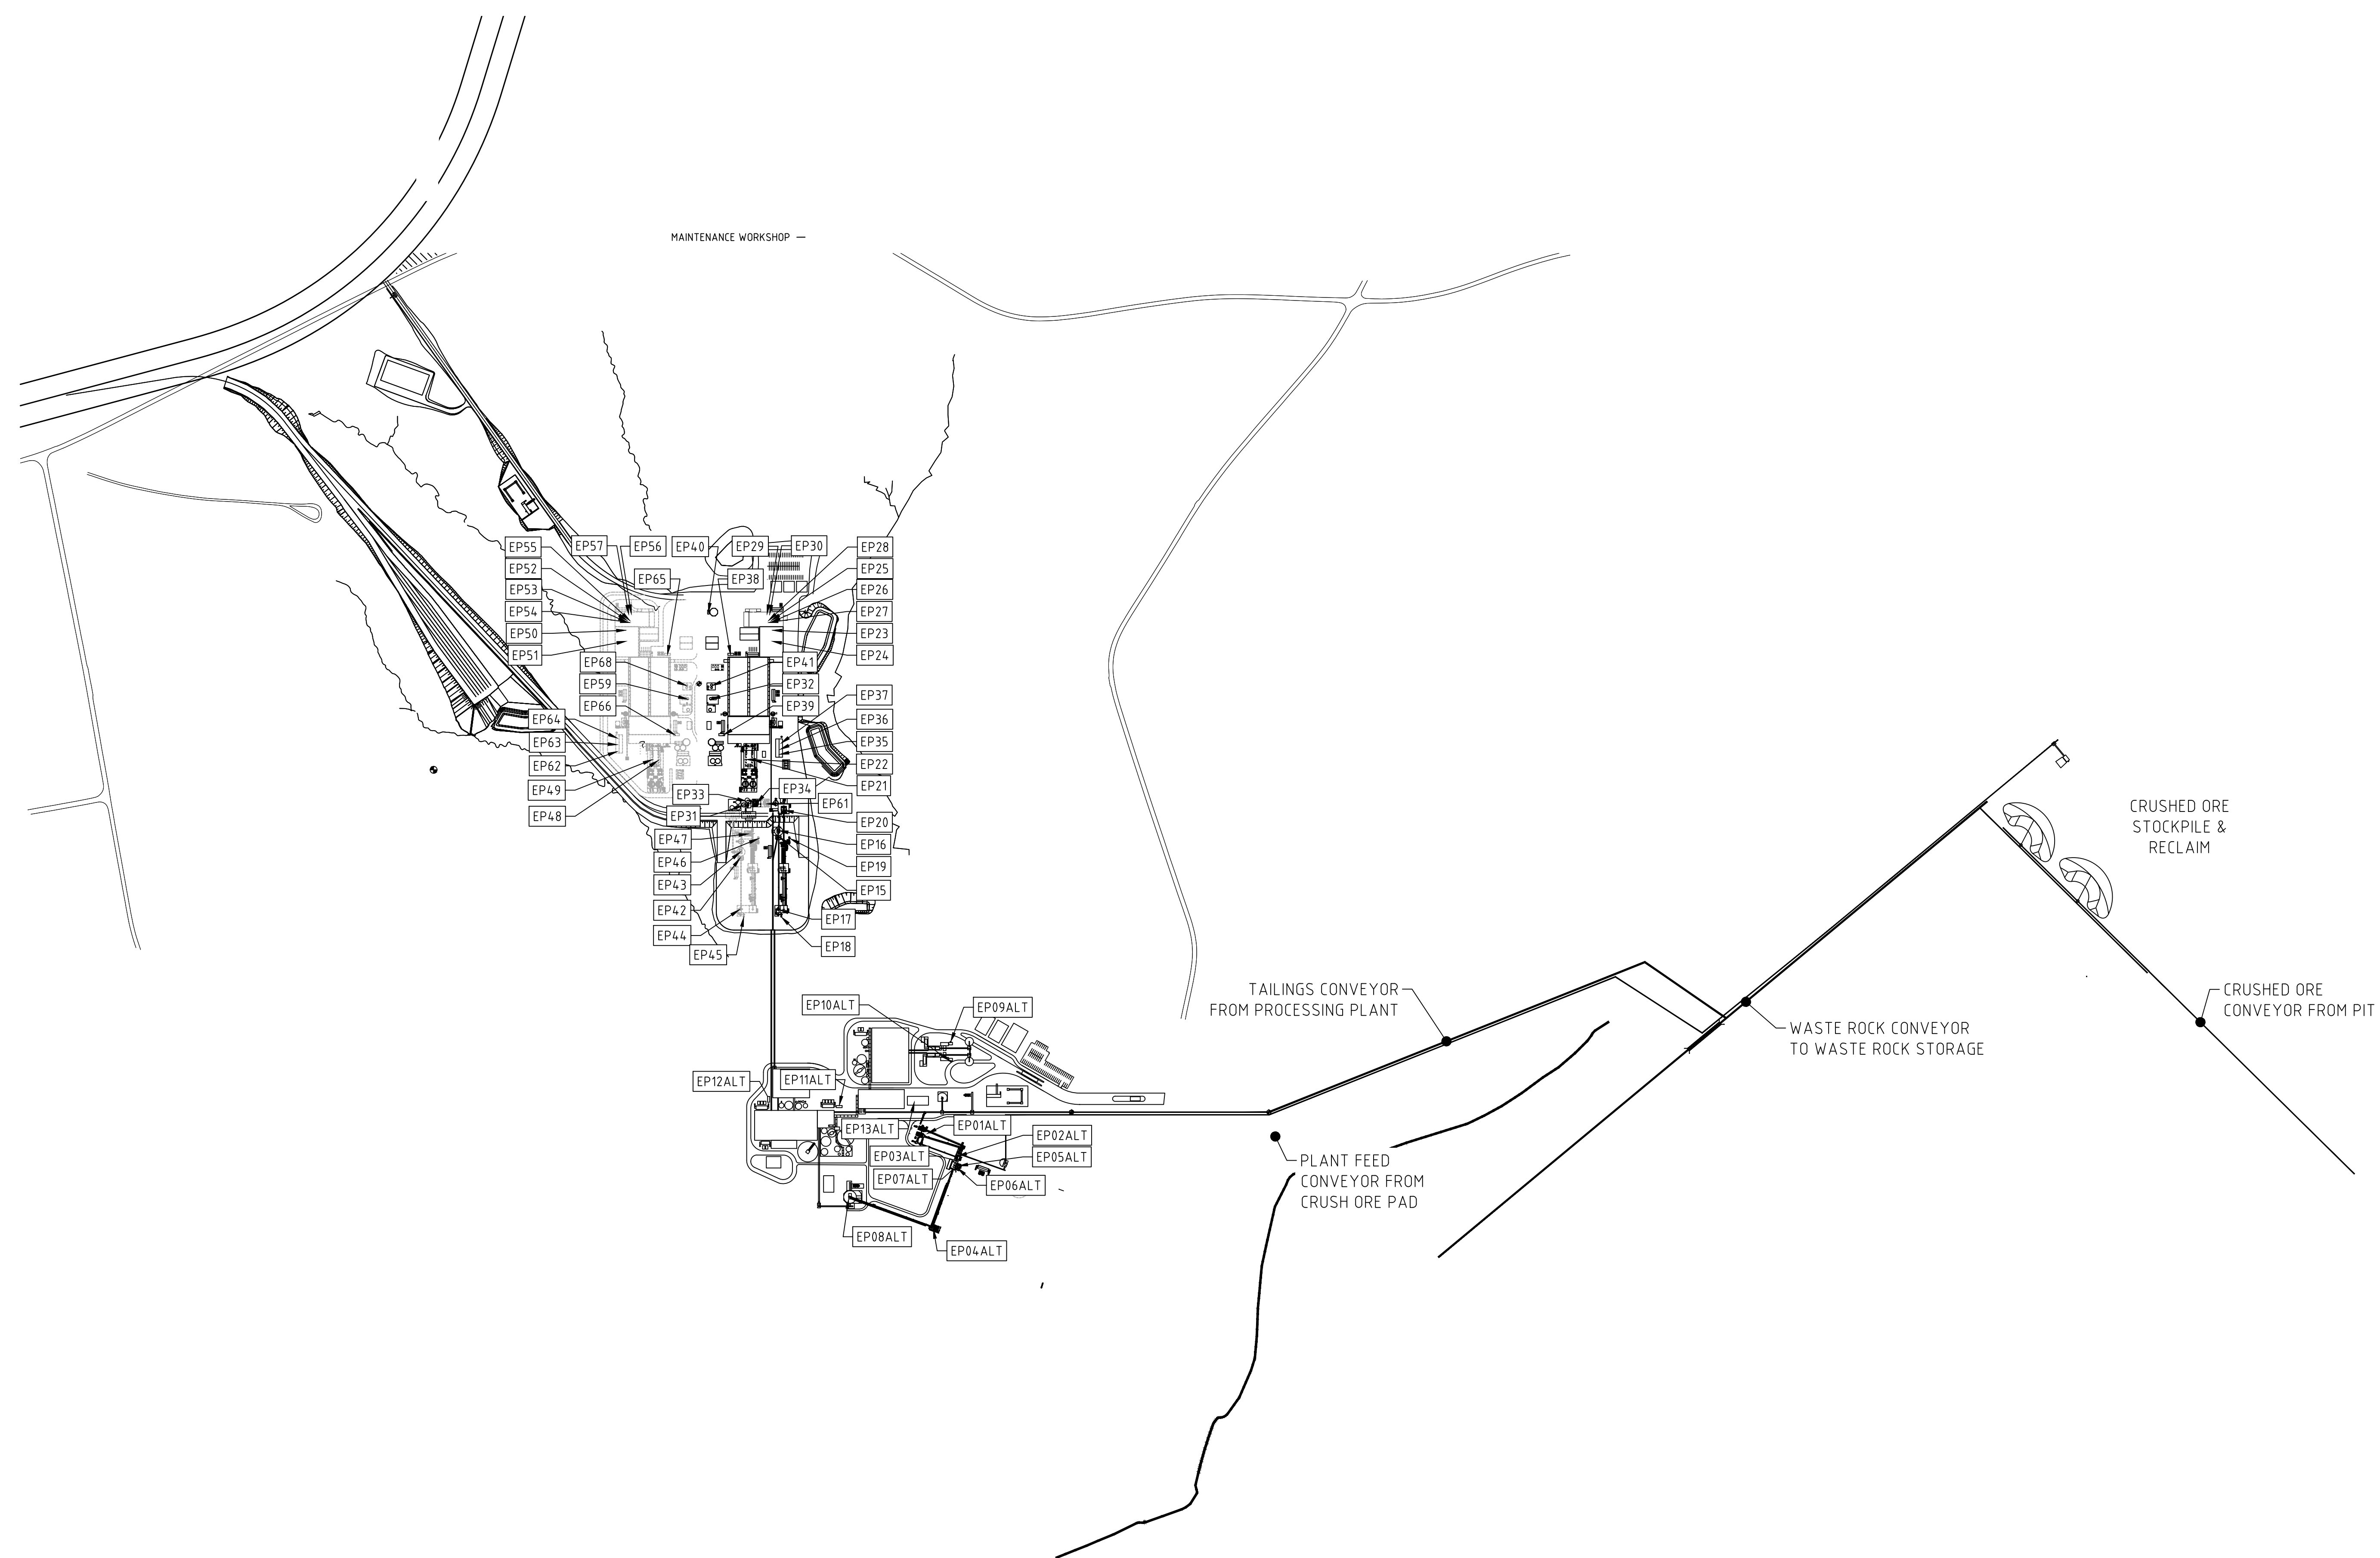 MAINTENANCE WORKSHOP
EP55
EP57
EP56
EP40
EP29
EP30
EP28
EP52
EP25
EP65
EP38
EP53
EP26
EP54
EP27
EP50
EP23
EP51
EP24
EP68
EP41
EP59
EP32
EP37
EP66
EP39
EP64
EP36
EP63
EP35
EP62
EP22
EP49
EP21
EP33
EP34
EP61
EP48
EP31
EP20
EP47
EP16
EP46
EP19
EP43
EP15
EP42
EP17
EP44
EP18
EP45
CRUSHED ORE
STOCKPILE &
RECLAIM
TAILINGS CONVEYOR
FROM PROCESSING PLANT
CRUSHED ORE
CONVEYOR FROM PIT
WASTE ROCK CONVEYOR
TO WASTE ROCK STORAGE
EP10ALT
EP09ALT
EP12ALT
EP11ALT
EP13ALT
EP01ALT
EP02ALT
EP03ALT
EP05ALT
EP07ALT
EP06ALT
EP08ALT
EP04ALT
PLANT FEED
CONVEYOR FROM
CRUSH ORE PAD